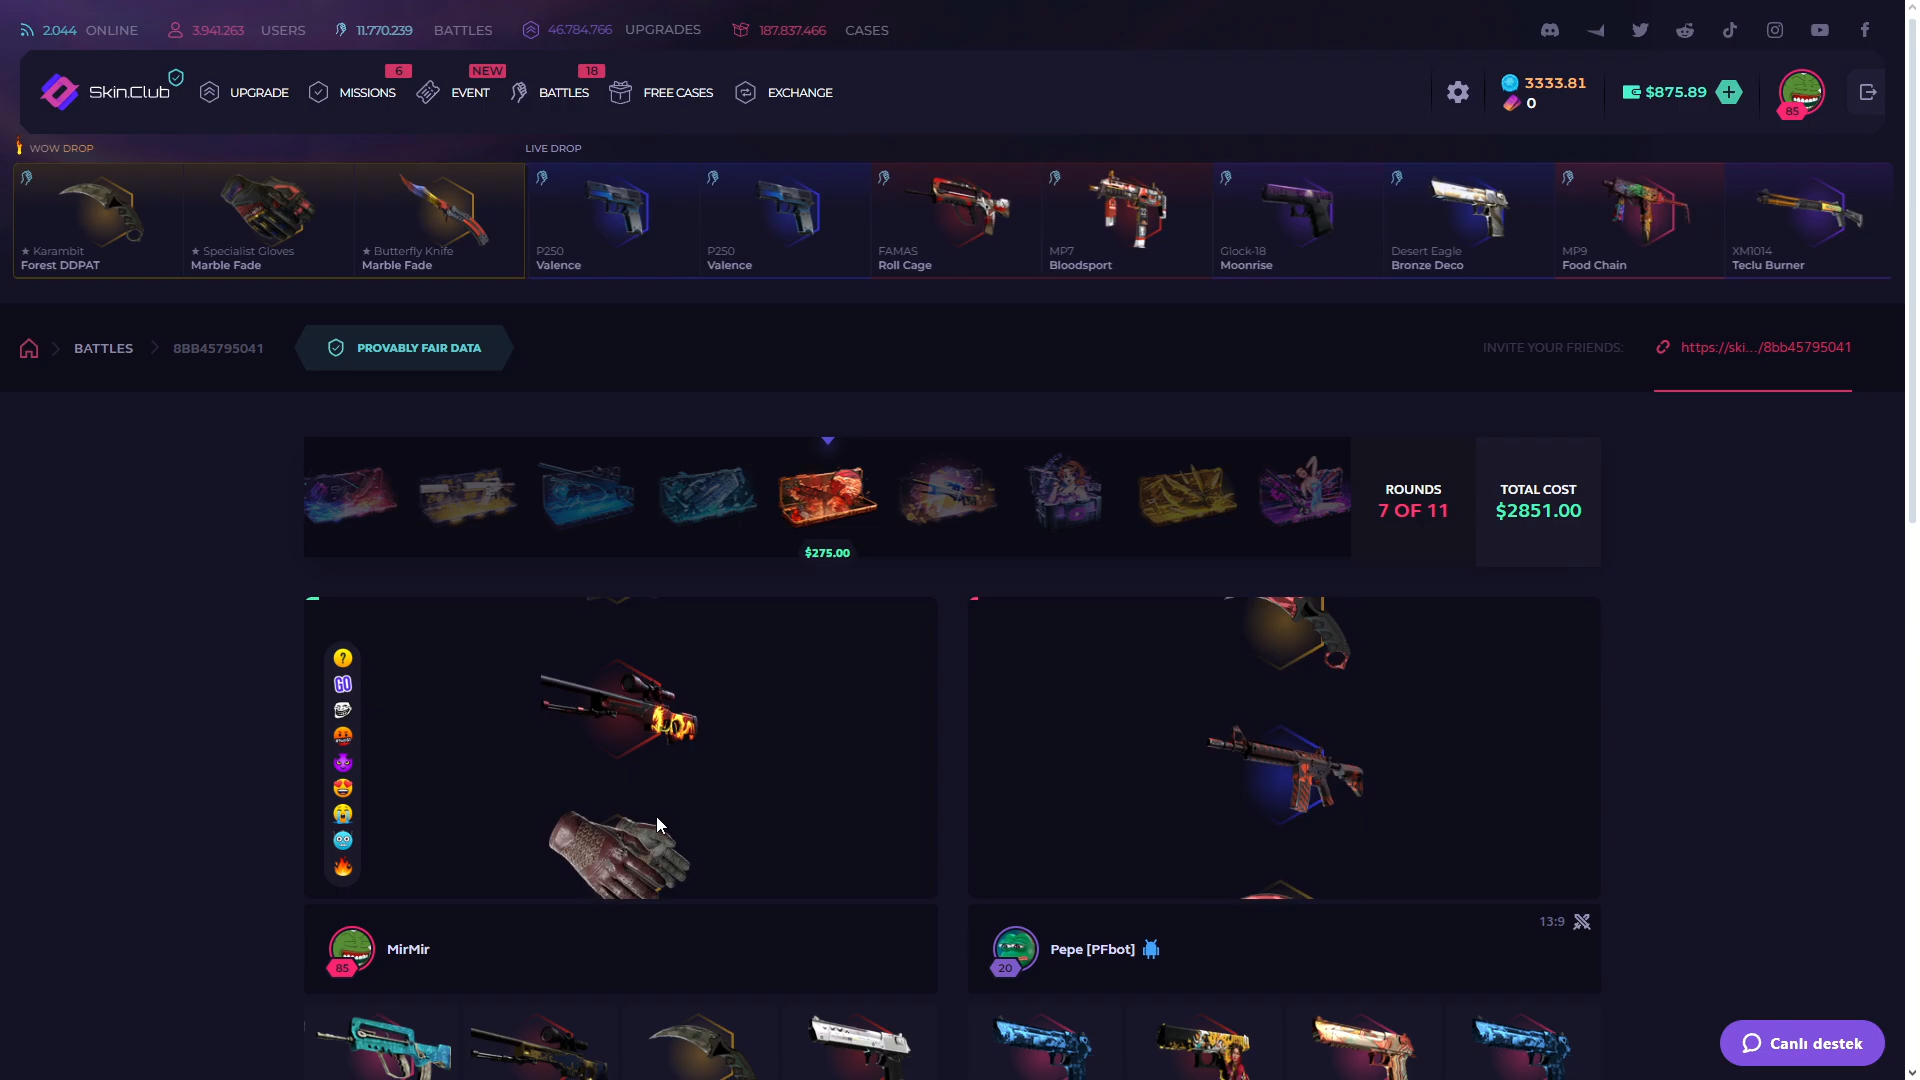 2.044 ONLINE 3.941.263 USERS 11.770.239 BATTLES 46.784.766 UPGRADES 187.837.466 CASES
Skin.Club UPGRADE 6 MISSIONS NEW EVENT 18 BATTLES FREE CASES EXCHANGE
3333.81
0
$875.89
85
WOW DROP
LIVE DROP
★ Karambit
Forest DDPAT
★ Specialist Gloves
Marble Fade
★ Butterfly Knife
Marble Fade
P250
Valence
P250
Valence
FAMAS
Roll Cage
MP7
Bloodsport
Glock-18
Moonrise
Desert Eagle
Bronze Deco
MP9
Food Chain
XM1014
Teclu Burner
BATTLES 8BB45795041 PROVABLY FAIR DATA
INVITE YOUR FRIENDS: https://ski.../8bb45795041
$275.00
ROUNDS
7 OF 11
TOTAL COST
$2851.00
GO
MirMir
85
13:9
Pepe [PFbot]
20
Canlı destek